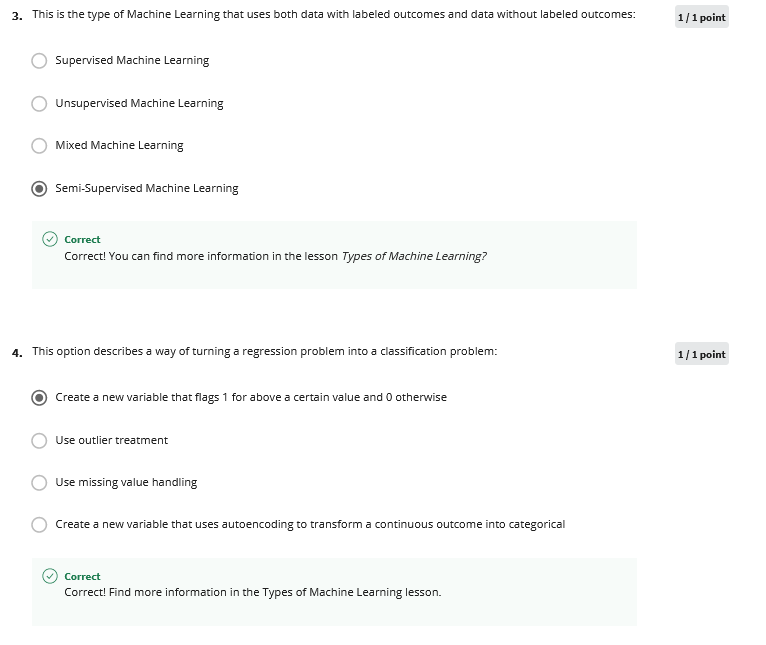 3. This is the type of Machine Learning that uses both data with labeled outcomes and data without labeled outcomes:
1 / 1 point
Supervised Machine Learning
Unsupervised Machine Learning
Mixed Machine Learning
Semi-Supervised Machine Learning
Correct
Correct! You can find more information in the lesson Types of Machine Learning?
4. This option describes a way of turning a regression problem into a classification problem:
1 / 1 point
Create a new variable that flags 1 for above a certain value and 0 otherwise
Use outlier treatment
Use missing value handling
Create a new variable that uses autoencoding to transform a continuous outcome into categorical
Correct
Correct! Find more information in the Types of Machine Learning lesson.